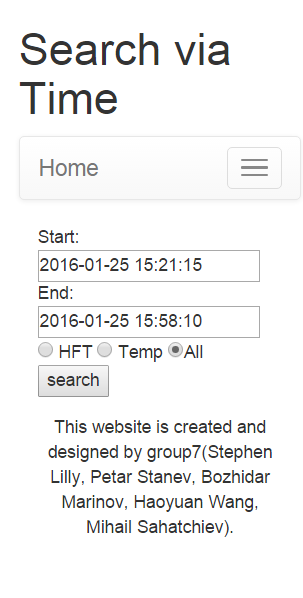 Search via
Time
Home
Start:
2016-01-25 15:21:15
End:
2016-01-25 15:58:10
HFT Temp All
search
This website is created and
designed by group7(Stephen
Lilly, Petar Stanev, Bozhidar
Marinov, Haoyuan Wang,
Mihail Sahatchiev).